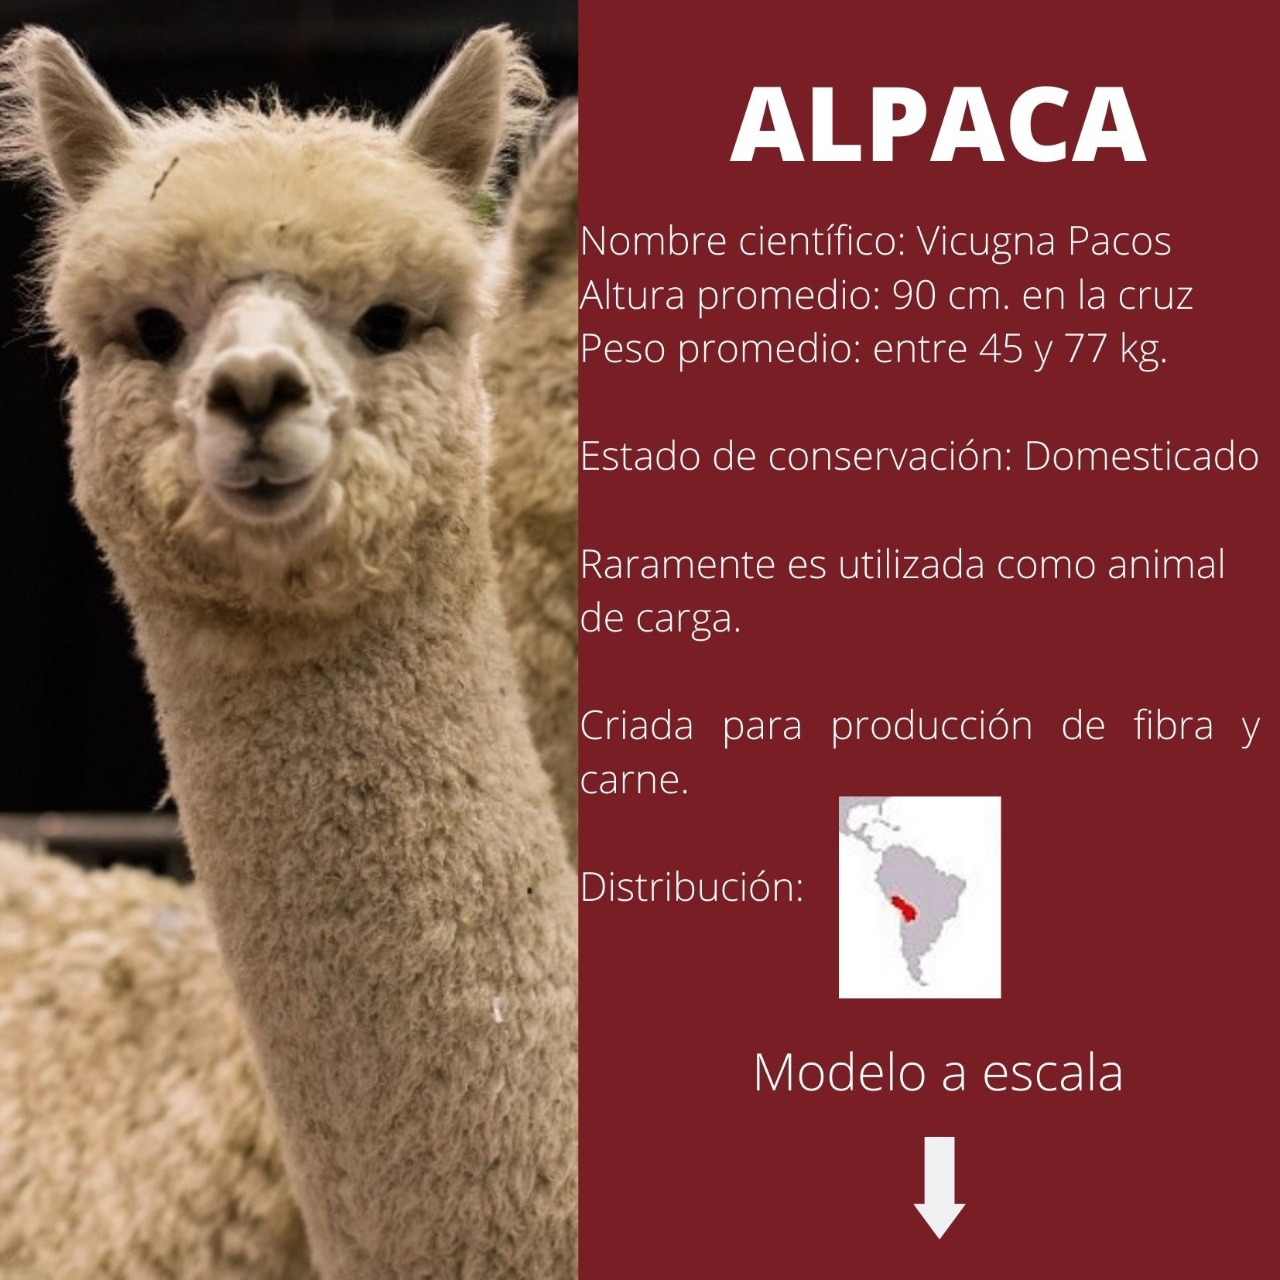 ALPACA
Nombre científico: Vicugna Pacos
Altura promedio: 90 cm. en la cruz
Peso promedio: entre 45 y 77 kg.
Estado de conservación: Domesticado
Raramente es utilizada como animal
de carga.
Criada para producción de fibra y
carne.
Distribución:
Modelo a escala